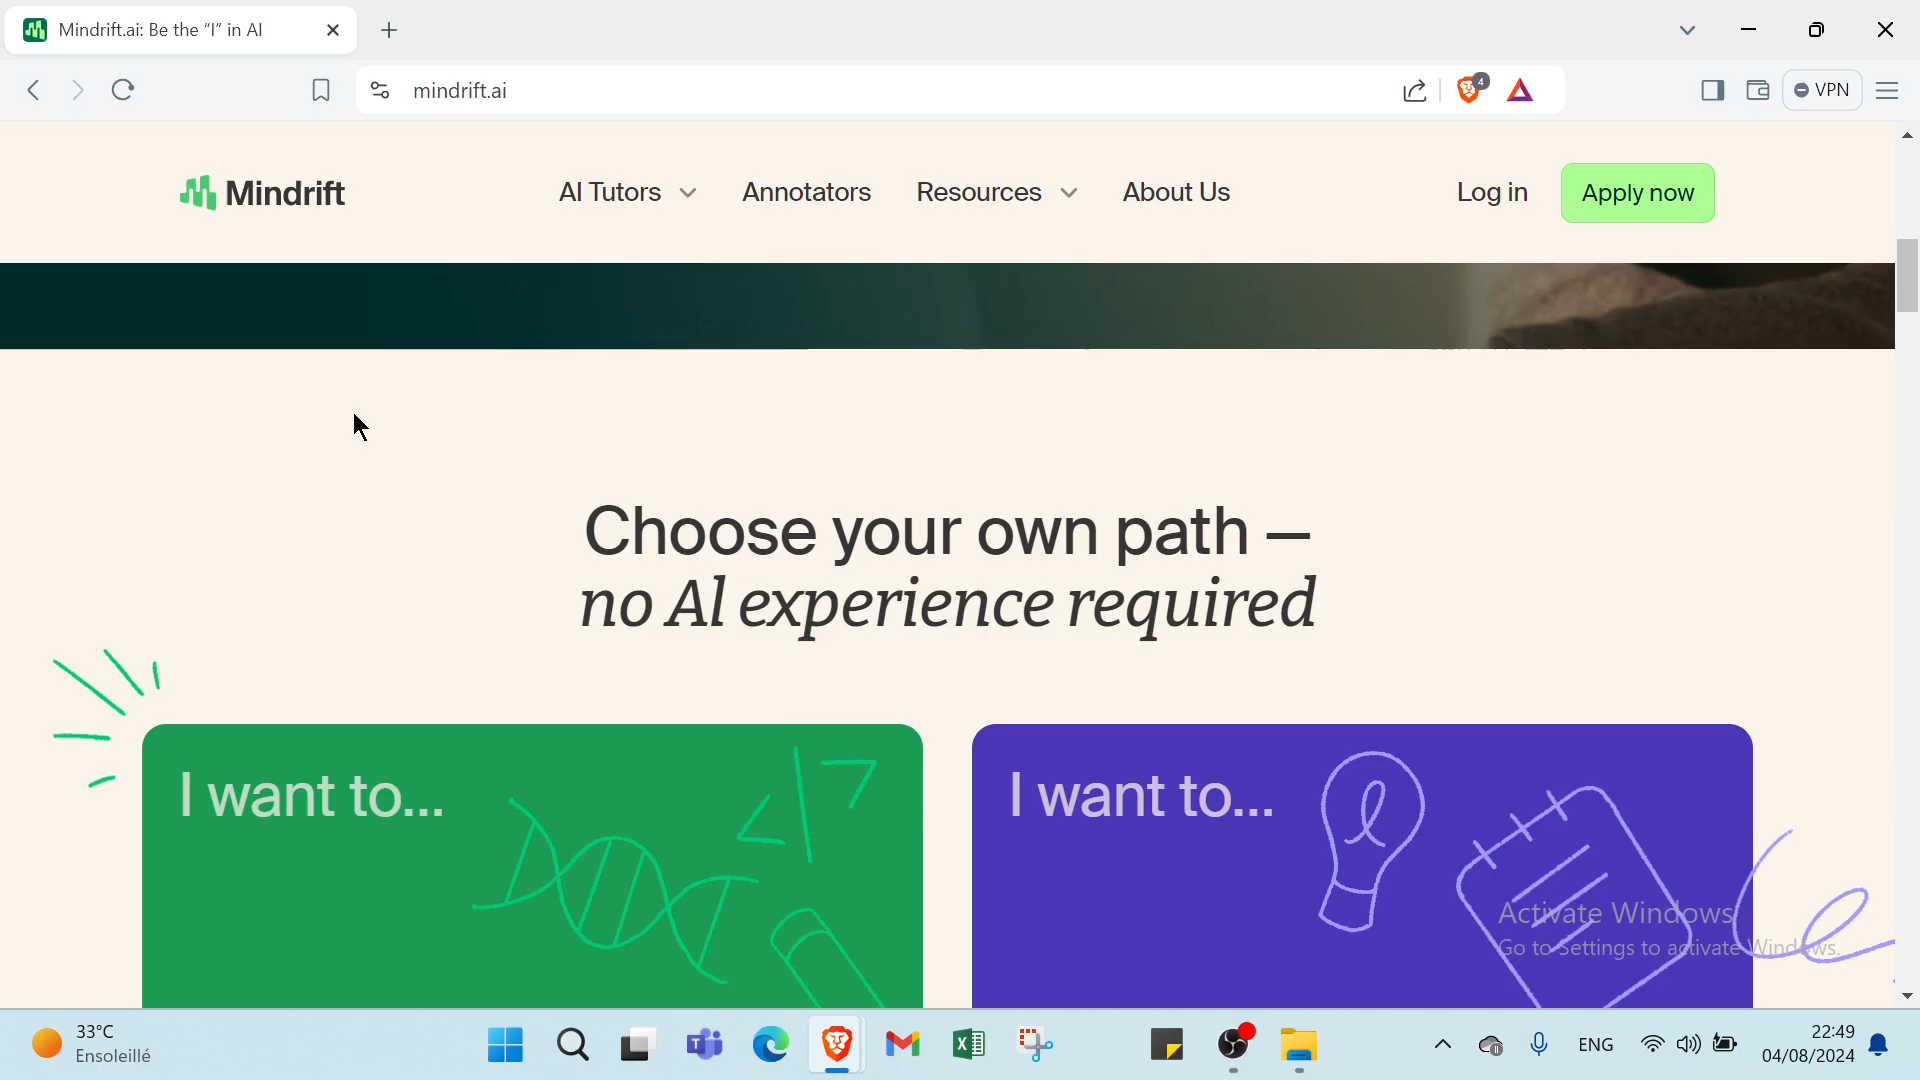 Mindrift.ai: Be the “I” in AI
mindrift.ai
4
VPN
Mindrift
AI Tutors
Annotators
Resources
About Us
Log in
Apply now
Choose your own path —
no AI experience required
I want to...
I want to...
Activate Windows
Go to Settings to activate Windows.
33°C
Ensoleillé
ENG
22:49
04/08/2024